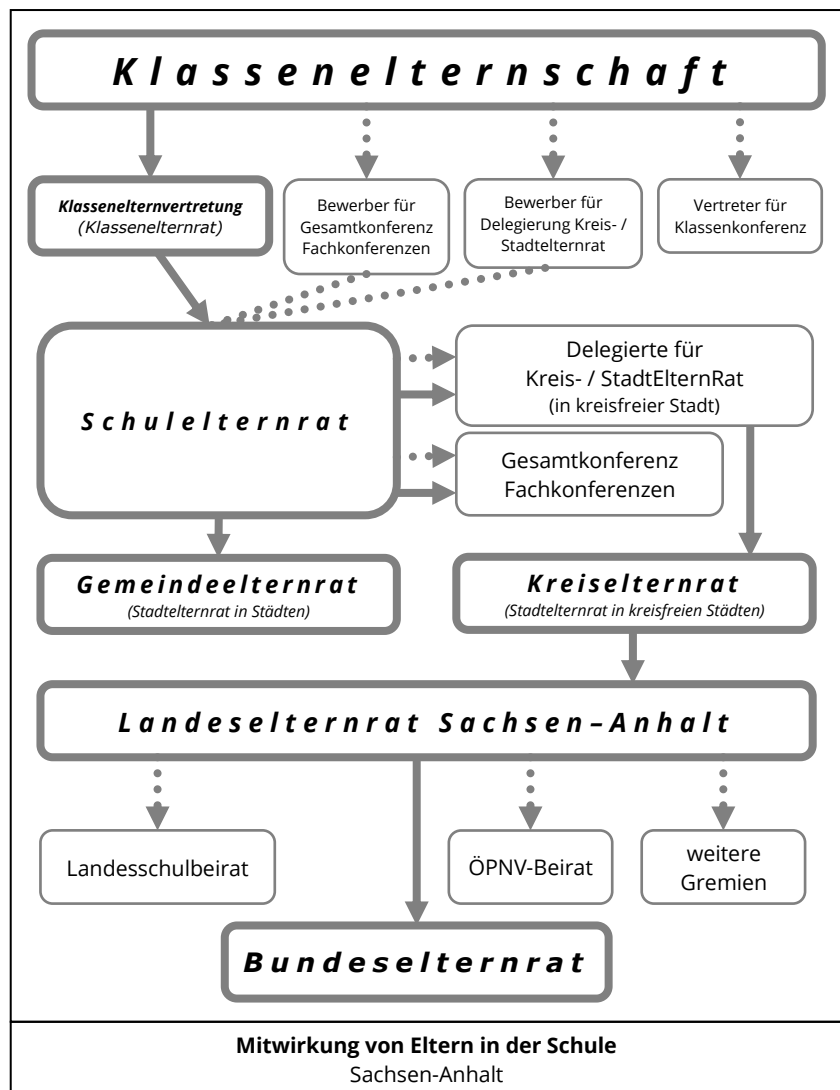 Klassenelternschaft
Klassenelternvertretung
(Klassenelternrat)
Bewerber für
Gesamtkonferenz
Fachkonferenzen
Bewerber für
Delegierung Kreis- /
Stadtelternrat
Vertreter für
Klassenkonferenz
Schulelternrat
Delegierte für
Kreis- / StadtElternRat
(in kreisfreier Stadt)
Gesamtkonferenz
Fachkonferenzen
Gemeindeelternrat
(Stadtelternrat in Städten)
Kreiselternrat
(Stadtelternrat in kreisfreien Städten)
Landeselternrat Sachsen–Anhalt
Landesschulbeirat
ÖPNV-Beirat
weitere
Gremien
Bundeselternrat
Mitwirkung von Eltern in der Schule
Sachsen-Anhalt